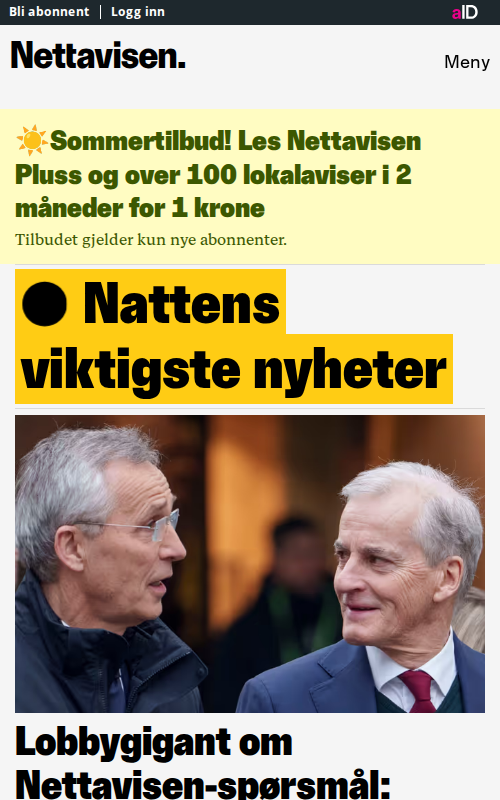 Bli abonnent | Logg inn
aID
Nettavisen.
Meny
☀️Sommertilbud! Les Nettavisen
Pluss og over 100 lokalaviser i 2
måneder for 1 krone
Tilbudet gjelder kun nye abonnenter.
● Nattens
viktigste nyheter
Lobbygigant om
Nettavisen-spørsmål: